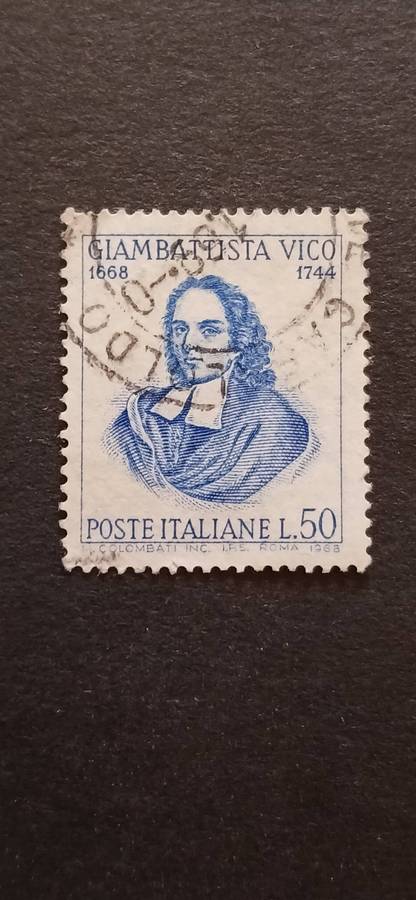 GIAMBATTISTA VICO
1668 1744
POSTE ITALIANE L.50
COLOMBATI INC. I.P.S. ROMA 1968